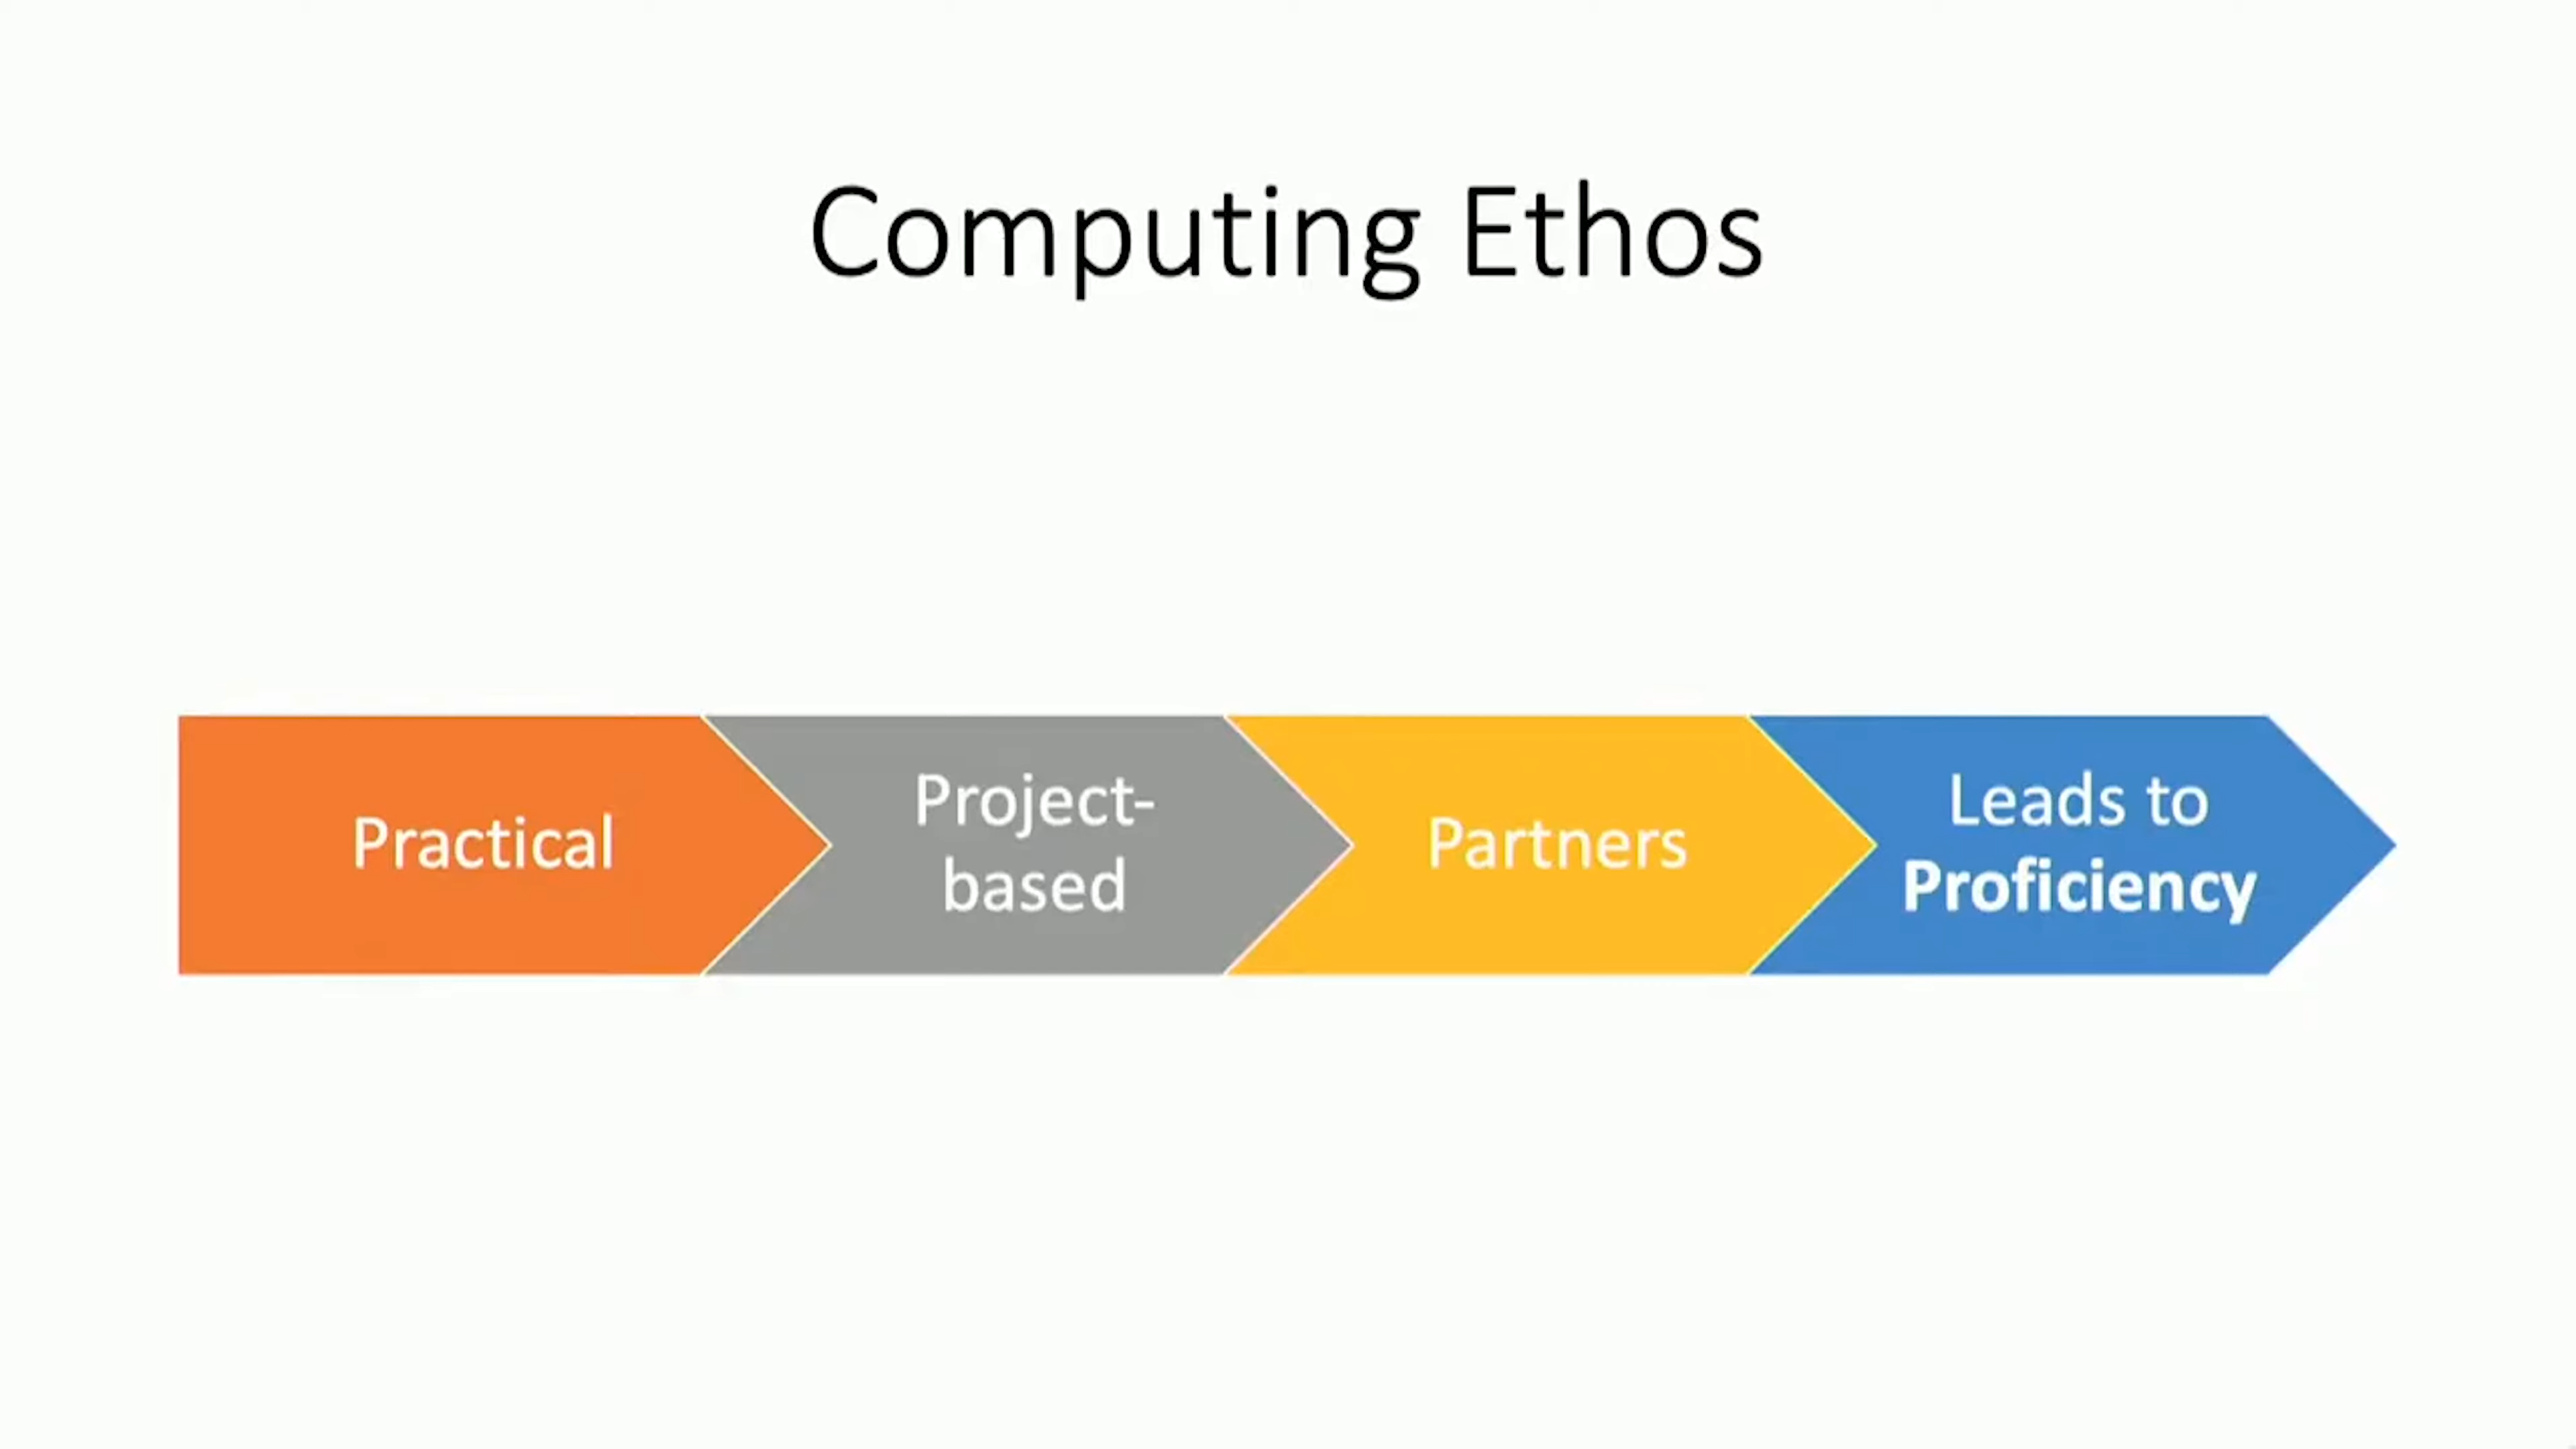 Computing Ethos
Practical
Project-
based
Partners
Leads to
Proficiency